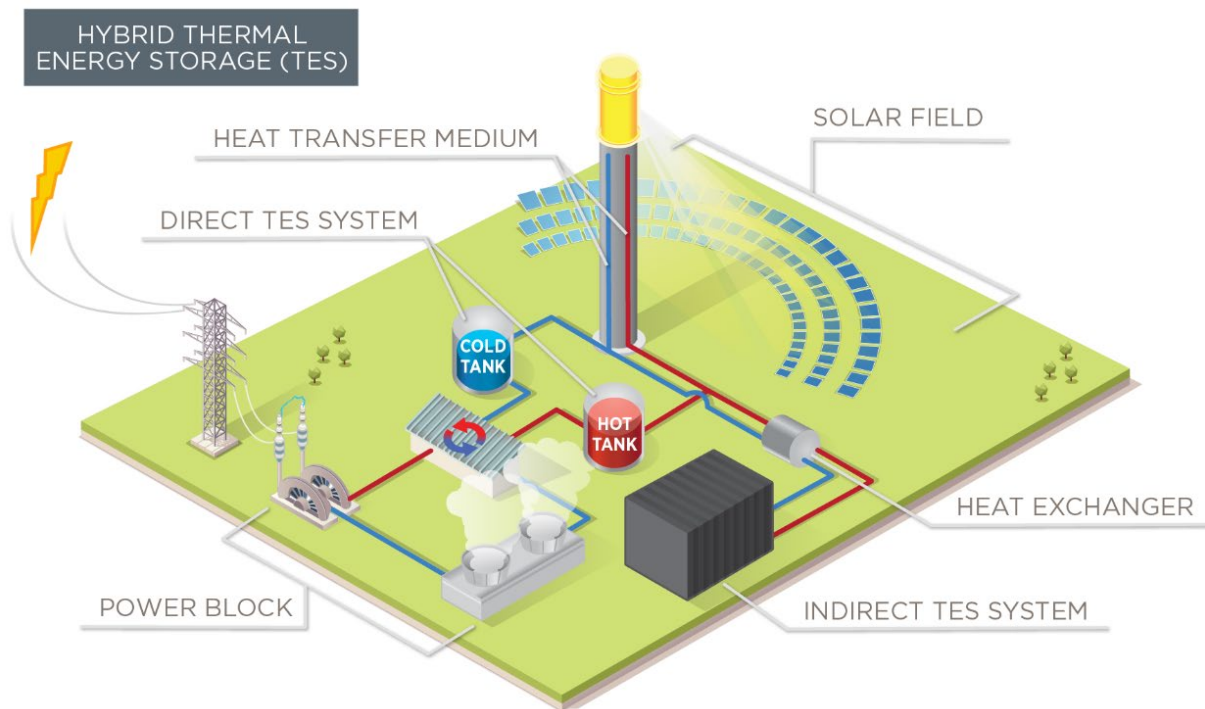 HYBRID THERMAL
ENERGY STORAGE (TES)
HEAT TRANSFER MEDIUM
SOLAR FIELD
DIRECT TES SYSTEM
COLD
TANK
HOT
TANK
HEAT EXCHANGER
POWER BLOCK
INDIRECT TES SYSTEM